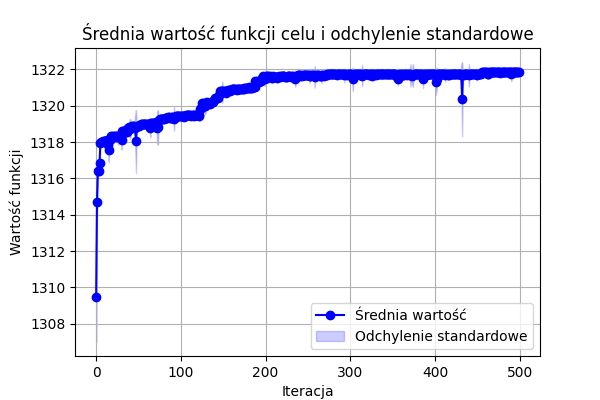 Średnia wartość funkcji celu i odchylenie standardowe
Wartość funkcji
1322
1320
1318
1316
1314
1312
1310
1308
0 100 200 300 400 500
Iteracja
Średnia wartość
Odchylenie standardowe